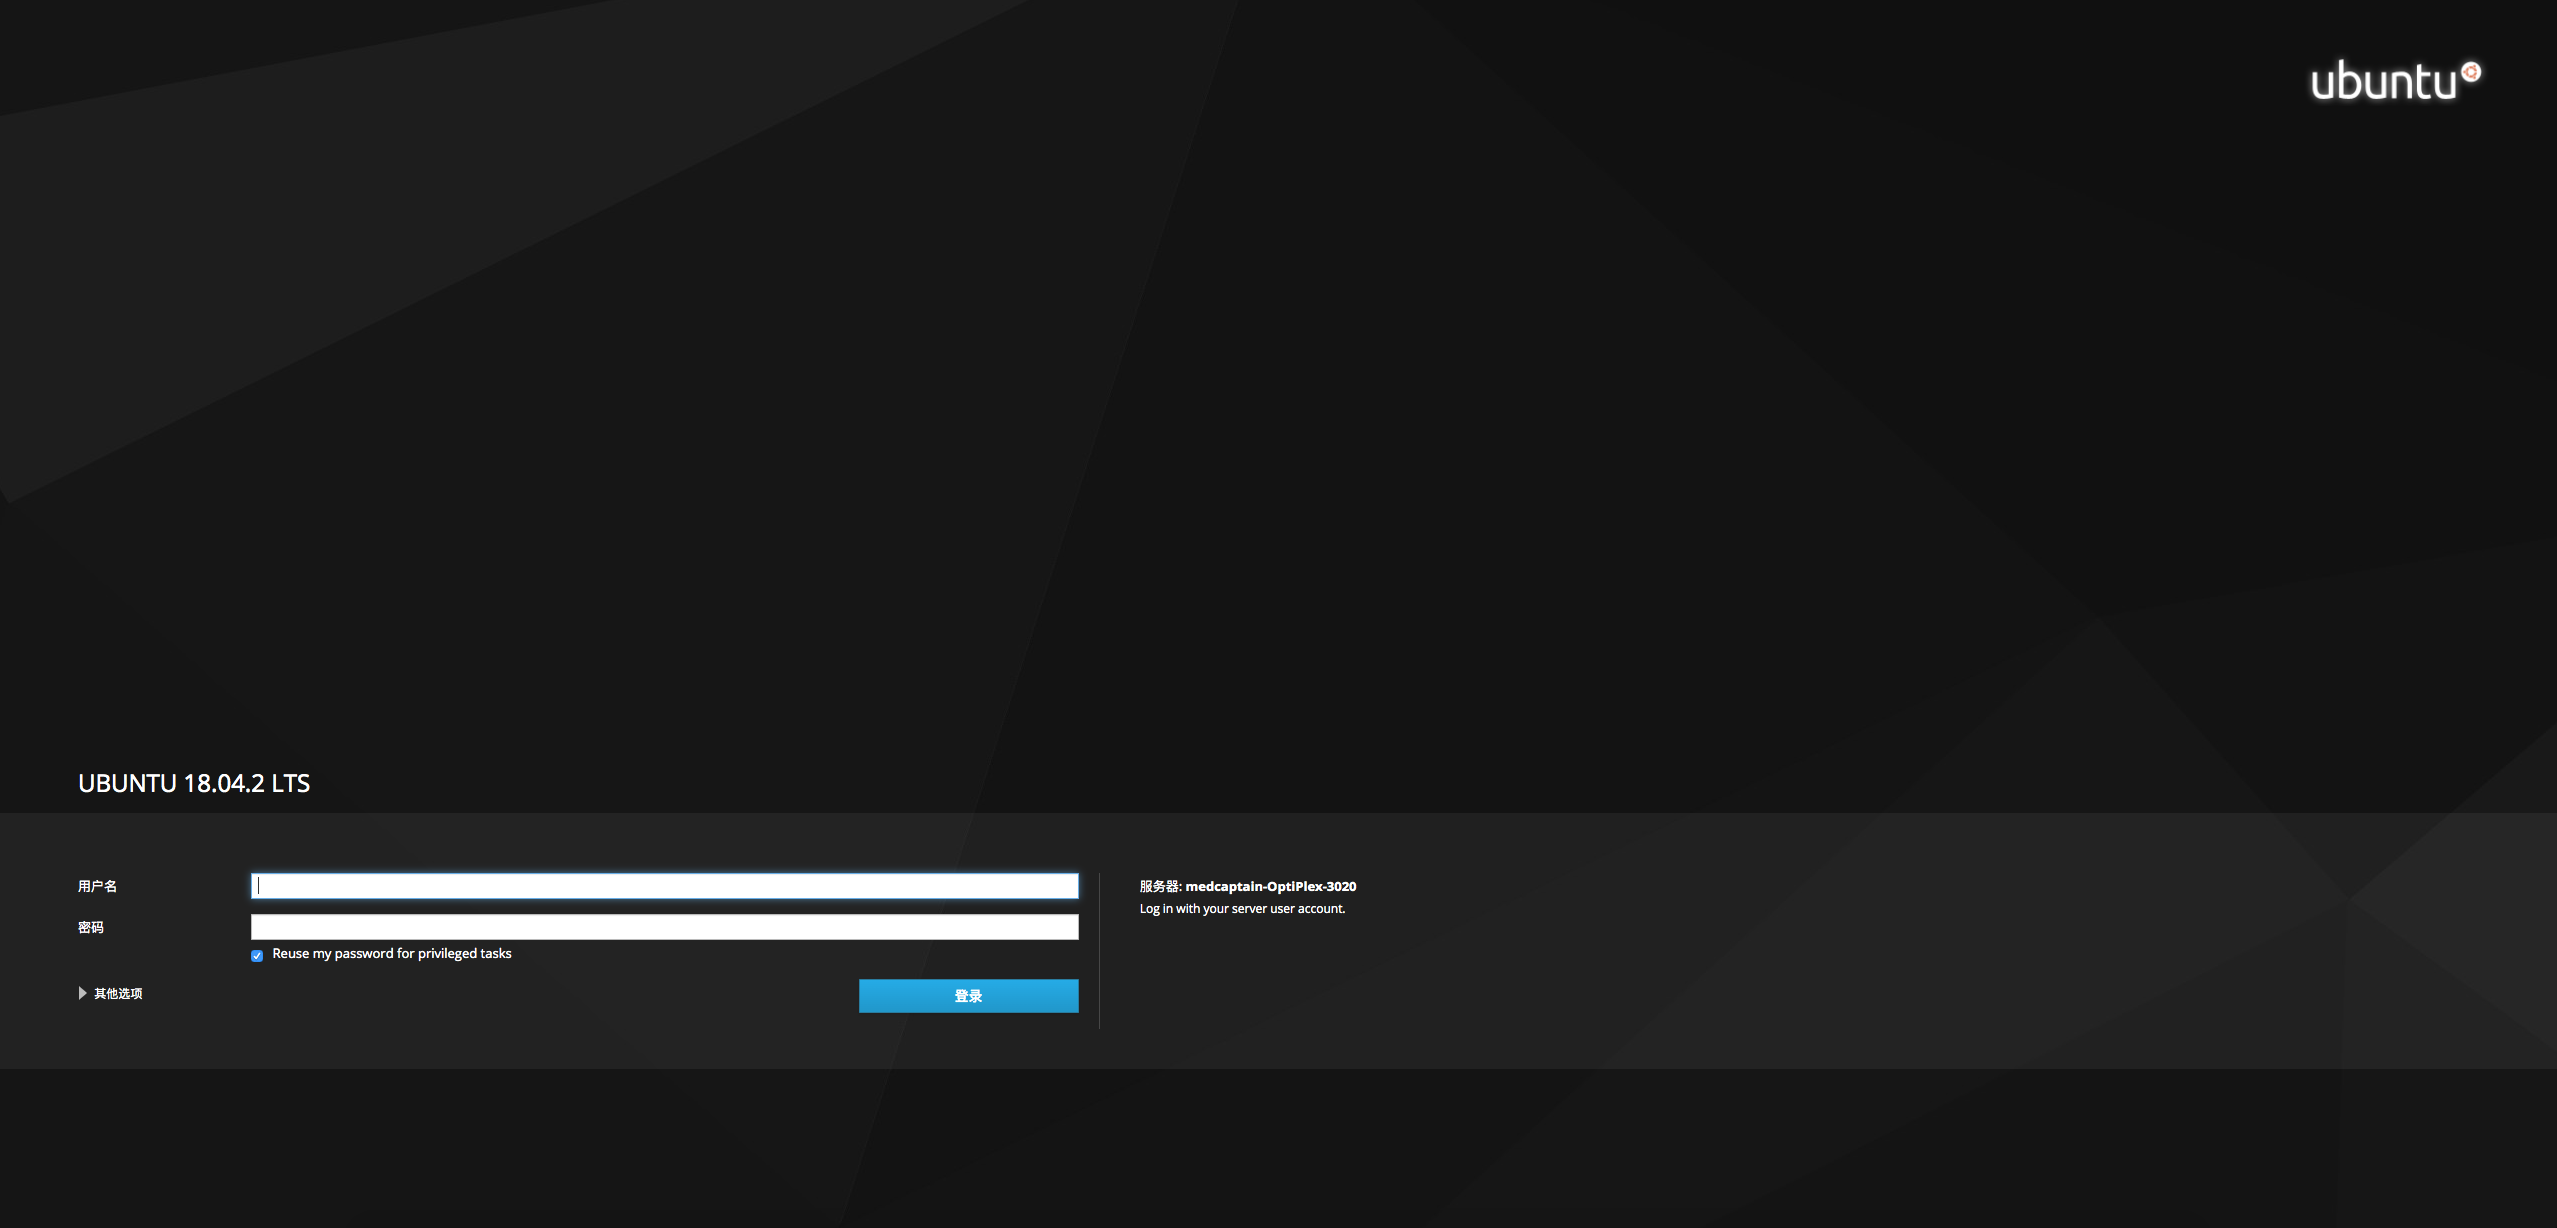 ubuntu
UBUNTU 18.04.2 LTS
用户名
密码
Reuse my password for privileged tasks
其他选项
登录
服务器: medcaptain-OptiPlex-3020
Log in with your server user account.